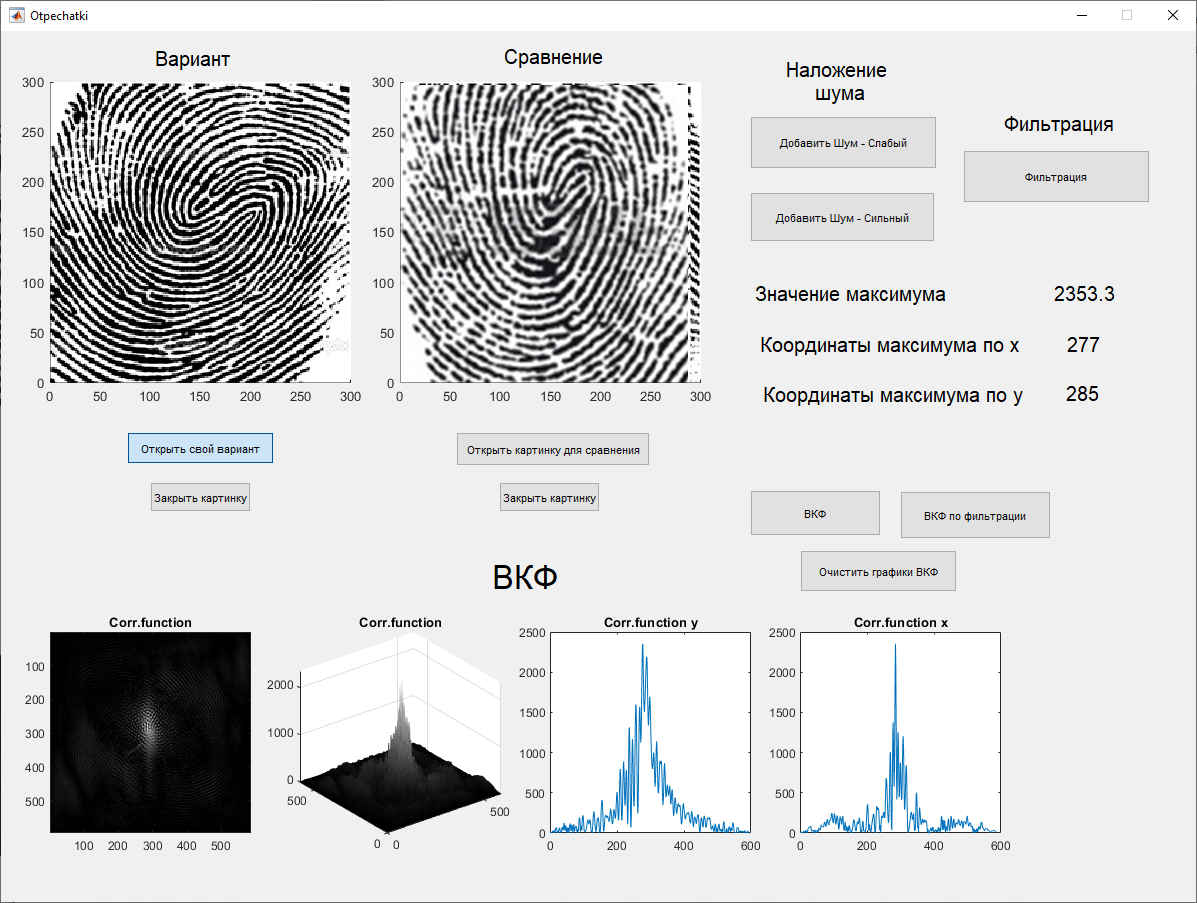 Otpechatki
Вариант
Сравнение
Наложение
шума
Фильтрация
Добавить Шум - Слабый
Фильтрация
Добавить Шум - Сильный
300
250
200
150
100
50
0
0 50 100 150 200 250 300
300
250
200
150
100
50
0
0 50 100 150 200 250 300
Значение максимума 2353.3
Координаты максимума по x 277
Координаты максимума по y 285
Открыть свой вариант
Открыть картинку для сравнения
Закрыть картинку
Закрыть картинку
ВКФ
ВКФ по фильтрации
Очистить графики ВКФ
ВКФ
Corr.function
100
200
300
400
500
100 200 300 400 500
Corr.function
2000
1000
0
500
0
0
500
Corr.function y
2500
2000
1500
1000
500
0
0 200 400 600
Corr.function x
2500
2000
1500
1000
500
0
0 200 400 600